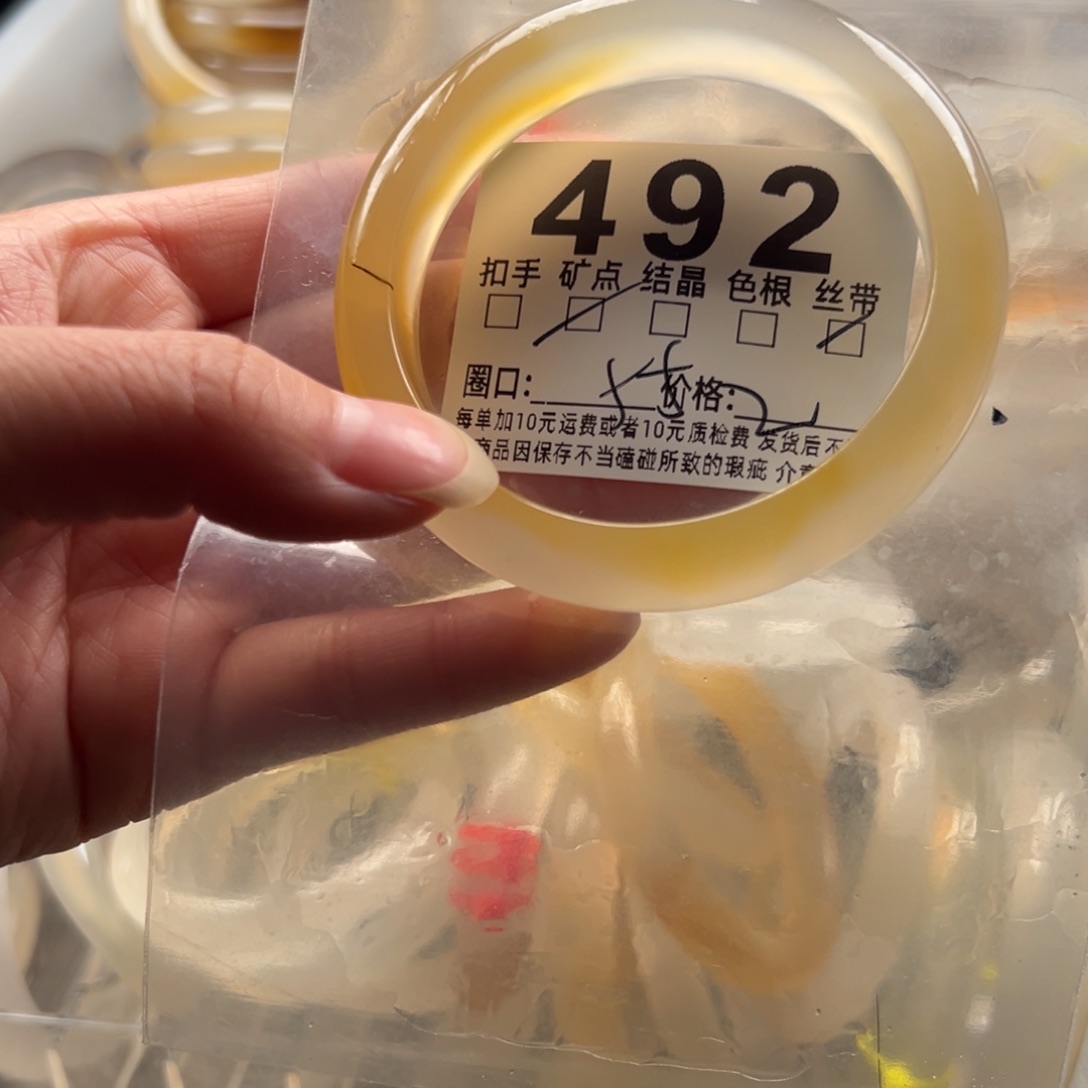 492
扣手 矿点 结晶 色根 丝带
圈口: 价格:
每单加10元运费或者10元质检费 发货后不
商品因保存不当磕碰所致的瑕疵 介意